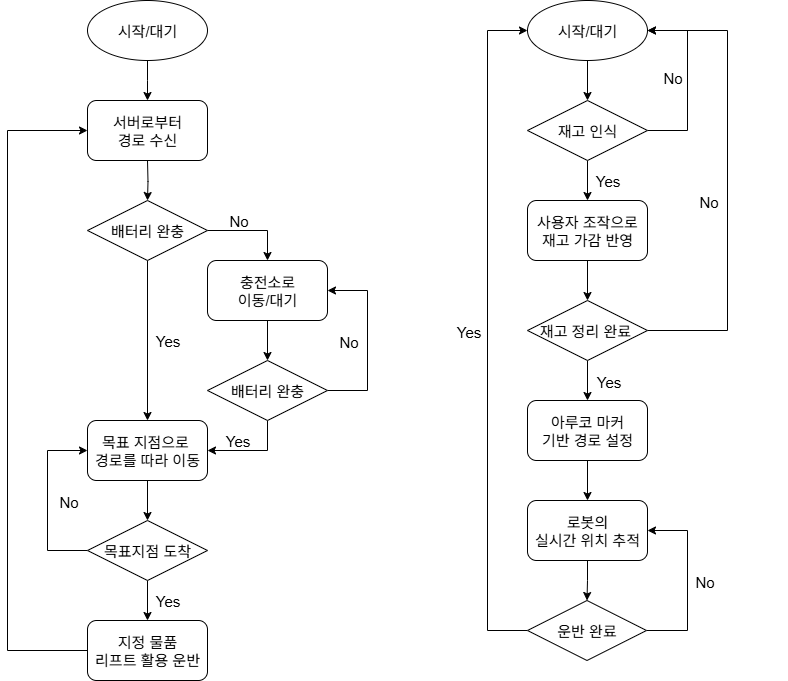 시작/대기
서버로부터
경로 수신
배터리 완충
No
충전소로
이동/대기
Yes
No
배터리 완충
Yes
목표 지점으로
경로를 따라 이동
No
목표지점 도착
Yes
지정 물품
리프트 활용 운반
시작/대기
No
재고 인식
Yes
사용자 조작으로
재고 가감 반영
No
재고 정리 완료
Yes
Yes
아루코 마커
기반 경로 설정
로봇의
실시간 위치 추적
No
운반 완료